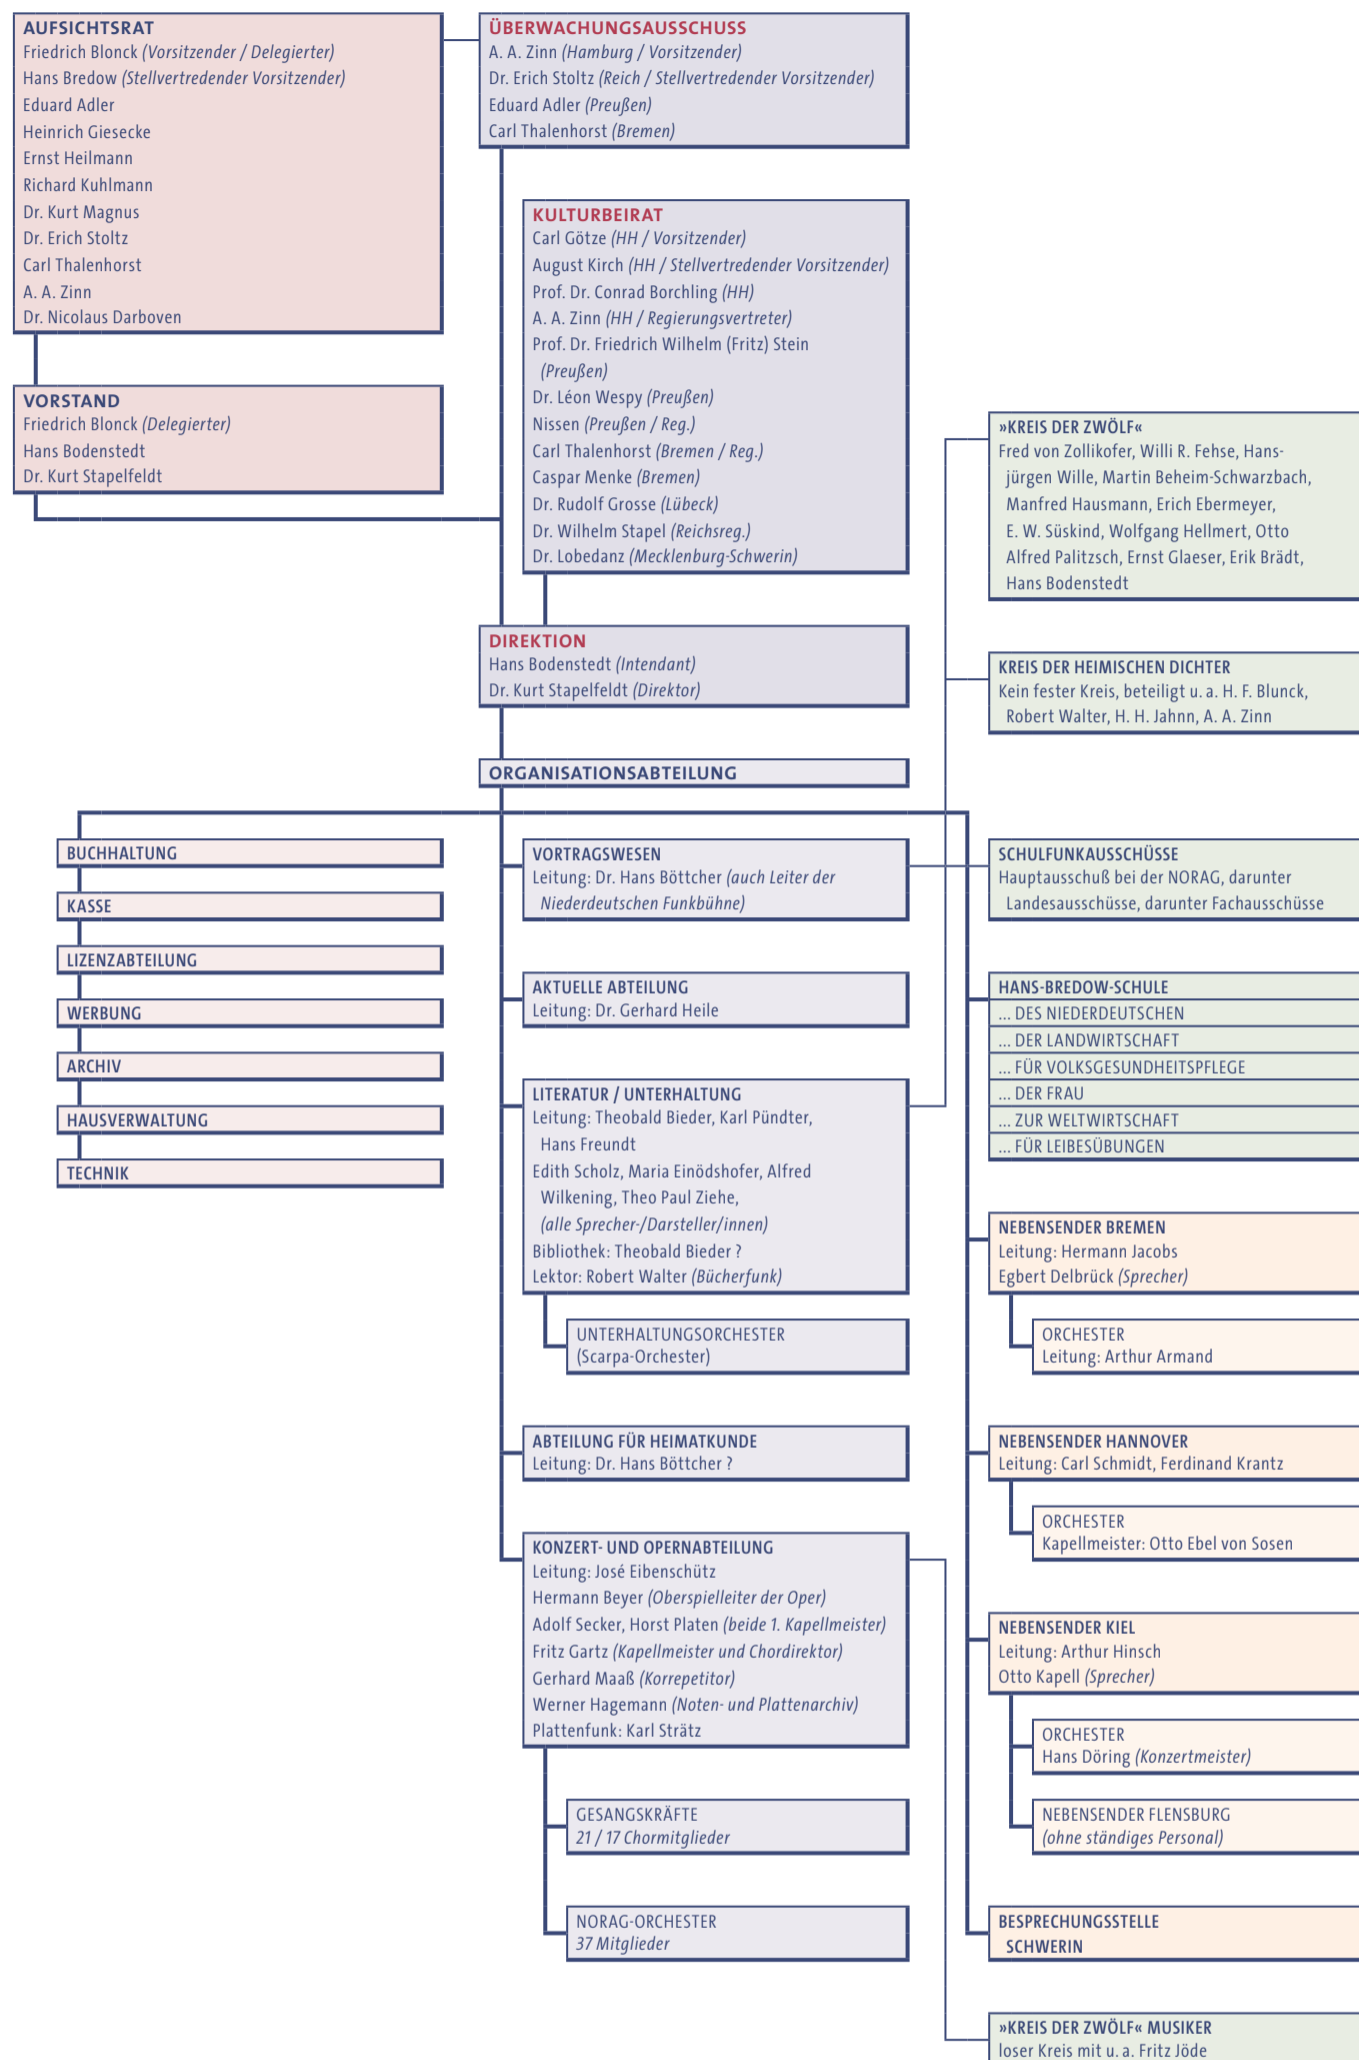 AUFSICHTSRAT
Friedrich Blonck (Vorsitzender / Delegierter)
Hans Bredow (Stellvertredender Vorsitzender)
Eduard Adler
Heinrich Giesecke
Ernst Heilmann
Richard Kuhlmann
Dr. Kurt Magnus
Dr. Erich Stoltz
Carl Thalenhorst
A. A. Zinn
Dr. Nicolaus Darboven
VORSTAND
Friedrich Blonck (Delegierter)
Hans Bodenstedt
Dr. Kurt Stapelfeldt
ÜBERWACHUNGSAUSSCHUSS
A. A. Zinn (Hamburg / Vorsitzender)
Dr. Erich Stoltz (Reich / Stellvertredender Vorsitzender)
Eduard Adler (Preußen)
Carl Thalenhorst (Bremen)
KULTURBEIRAT
Carl Götze (HH / Vorsitzender)
August Kirch (HH / Stellvertredender Vorsitzender)
Prof. Dr. Conrad Borchling (HH)
A. A. Zinn (HH / Regierungsvertreter)
Prof. Dr. Friedrich Wilhelm (Fritz) Stein
(Preußen)
Dr. Léon Wespy (Preußen)
Nissen (Preußen / Reg.)
Carl Thalenhorst (Bremen / Reg.)
Caspar Menke (Bremen)
Dr. Rudolf Grosse (Lübeck)
Dr. Wilhelm Stapel (Reichsreg.)
Dr. Lobedanz (Mecklenburg-Schwerin)
DIREKTION
Hans Bodenstedt (Intendant)
Dr. Kurt Stapelfeldt (Direktor)
ORGANISATIONSABTEILUNG
»KREIS DER ZWÖLF«
Fred von Zollikofer, Willi R. Fehse, Hans-
jürgen Wille, Martin Beheim-Schwarzbach,
Manfred Hausmann, Erich Ebermeyer,
E. W. Süskind, Wolfgang Hellmert, Otto
Alfred Palitzsch, Ernst Glaeser, Erik Brädt,
Hans Bodenstedt
KREIS DER HEIMISCHEN DICHTER
Kein fester Kreis, beteiligt u. a. H. F. Blunck,
Robert Walter, H. H. Jahnn, A. A. Zinn
BUCHHALTUNG
KASSE
LIZENZABTEILUNG
WERBUNG
ARCHIV
HAUSVERWALTUNG
TECHNIK
VORTRAGSWESEN
Leitung: Dr. Hans Böttcher (auch Leiter der
Niederdeutschen Funkbühne)
AKTUELLE ABTEILUNG
Leitung: Dr. Gerhard Heile
LITERATUR / UNTERHALTUNG
Leitung: Theobald Bieder, Karl Pündter,
Hans Freundt
Edith Scholz, Maria Einödshofer, Alfred
Wilkening, Theo Paul Ziehe,
(alle Sprecher-/Darsteller/innen)
Bibliothek: Theobald Bieder ?
Lektor: Robert Walter (Bücherfunk)
UNTERHALTUNGSORCHESTER
(Scarpa-Orchester)
ABTEILUNG FÜR HEIMATKUNDE
Leitung: Dr. Hans Böttcher ?
KONZERT- UND OPERNABTEILUNG
Leitung: José Eibenschütz
Hermann Beyer (Oberspielleiter der Oper)
Adolf Secker, Horst Platen (beide 1. Kapellmeister)
Fritz Gartz (Kapellmeister und Chordirektor)
Gerhard Maaß (Korrepetitor)
Werner Hagemann (Noten- und Plattenarchiv)
Plattenfunk: Karl Strätz
GESANGSKRÄFTE
21 / 17 Chormitglieder
NORAG-ORCHESTER
37 Mitglieder
SCHULFUNKAUSSCHÜSSE
Hauptausschuß bei der NORAG, darunter
Landesausschüsse, darunter Fachausschüsse
HANS-BREDOW-SCHULE
... DES NIEDERDEUTSCHEN
... DER LANDWIRTSCHAFT
... FÜR VOLKSGESUNDHEITSPFLEGE
... DER FRAU
... ZUR WELTWIRTSCHAFT
... FÜR LEIBESÜBUNGEN
NEBENSENDER BREMEN
Leitung: Hermann Jacobs
Egbert Delbrück (Sprecher)
ORCHESTER
Leitung: Arthur Armand
NEBENSENDER HANNOVER
Leitung: Carl Schmidt, Ferdinand Krantz
ORCHESTER
Kapellmeister: Otto Ebel von Sosen
NEBENSENDER KIEL
Leitung: Arthur Hinsch
Otto Kapell (Sprecher)
ORCHESTER
Hans Döring (Konzertmeister)
NEBENSENDER FLENSBURG
(ohne ständiges Personal)
BESPRECHUNGSSTELLE
SCHWERIN
»KREIS DER ZWÖLF« MUSIKER
loser Kreis mit u. a. Fritz Jöde